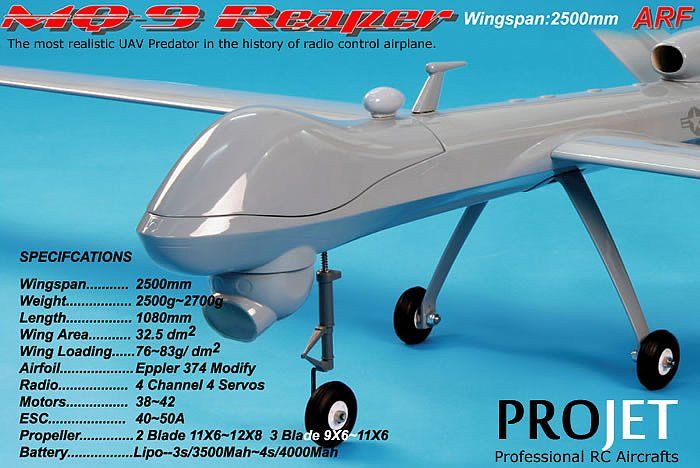 MQ-9 Reaper Wingspan:2500mm ARF
The most realistic UAV Predator in the history of radio control airplane.
SPECIFCATIONS
Wingspan........... 2500mm
Weight................. 2500g~2700g
Length................. 1080mm
Wing Area........... 32.5 dm2
Wing Loading......76~83g/ dm2
Airfoil...................Eppler 374 Modify
Radio.................. 4 Channel 4 Servos
Motors................ 38~42
ESC.................... 40~50A
Propeller..............2 Blade 11X6~12X8 3 Blade 9X6~11X6
Battery.................Lipo--3s/3500Mah~4s/4000Mah
PROJET
Professional RC Aircrafts